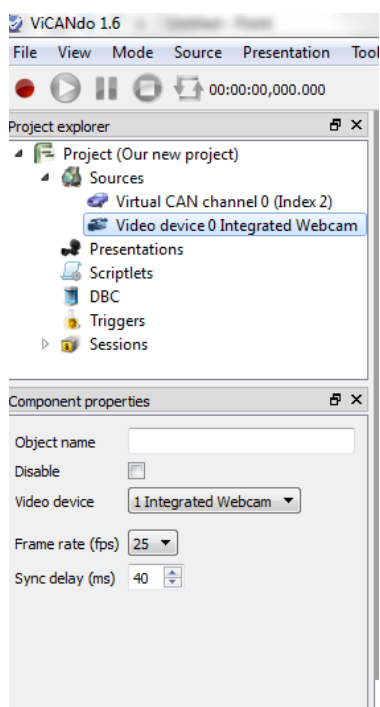 ViCANdo 1.6
File View Mode Source Presentation Tool
00:00:00,000.000
Project explorer
Project (Our new project)
Sources
Virtual CAN channel 0 (Index 2)
Video device 0 Integrated Webcam
Presentations
Scriptlets
DBC
Triggers
Sessions
Component properties
Object name
Disable
Video device 1 Integrated Webcam
Frame rate (fps) 25
Sync delay (ms) 40